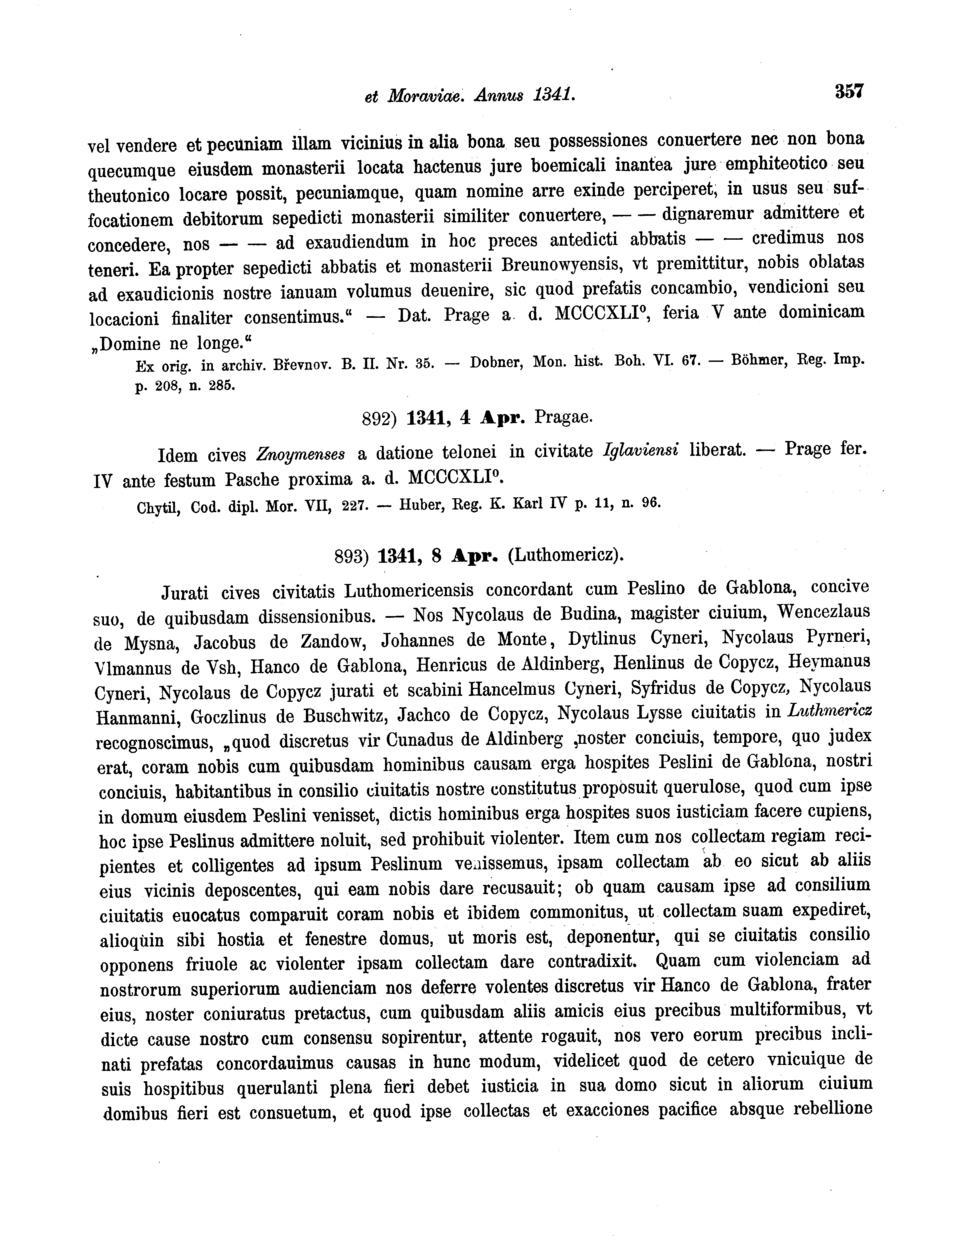 et Moraviae. Annus 1341. 357
vel vendere et pecuniam illam vicinius in alia bona seu possessiones conuertere nec non bona
quecumque eiusdem monasterii locata hactenus jure boemicali inantea jure emphiteotico seu
theutonico locare possit, pecuniamque, quam nomine arre exinde perciperet, in usus seu suf-
focationem debitorum sepedicti monasterii similiter conuertere, — — dignaremur admittere et
concedere, nos — — ad exaudiendum in hoc preces antedicti abbatis — — credimus nos
teneri. Ea propter sepedicti abbatis et monasterii Breunowyensis, vt premittitur, nobis oblatas
ad exaudicionis nostre ianuam volumus deuenire, sic quod prefatis concambio, vendicioni seu
locacioni finaliter consentimus.“ — Dat. Prage a. d. MCCCXLI⁰, feria V ante dominicam
„Domine ne longe.“
Ex orig. in archiv. Břevnov. B. II. Nr. 35. — Dobner, Mon. hist. Boh. VI. 67. — Böhmer, Reg. Imp.
p. 208, n. 285.
892) 1341, 4 Apr. Pragae.
Idem cives Znoymenses a datione telonei in civitate Iglaviensi liberat. — Prage fer.
IV ante festum Pasche proxima a. d. MCCCXLI⁰.
Chytil, Cod. dipl. Mor. VII, 227. — Huber, Reg. K. Karl IV p. 11, n. 96.
893) 1341, 8 Apr. (Luthomericz).
Jurati cives civitatis Luthomericensis concordant cum Peslino de Gablona, concive
suo, de quibusdam dissensionibus. — Nos Nycolaus de Budina, magister ciuium, Wencezlaus
de Mysna, Jacobus de Zandow, Johannes de Monte, Dytlinus Cyneri, Nycolaus Pyrneri,
Vlmannus de Vsh, Hanco de Gablona, Henricus de Aldinberg, Henlinus de Copycz, Heymanus
Cyneri, Nycolaus de Copycz jurati et scabini Hancelmus Cyneri, Syfridus de Copycz, Nycolaus
Hanmanni, Goczlinus de Buschwitz, Jachco de Copycz, Nycolaus Lysse ciuitatis in Luthmericz
recognoscimus, „quod discretus vir Cunadus de Aldinberg ,noster conciuis, tempore, quo judex
erat, coram nobis cum quibusdam hominibus causam erga hospites Peslini de Gablona, nostri
conciuis, habitantibus in consilio ciuitatis nostre constitutus proposuit querulose, quod cum ipse
in domum eiusdem Peslini venisset, dictis hominibus erga hospites suos iusticiam facere cupiens,
hoc ipse Peslinus admittere noluit, sed prohibuit violenter. Item cum nos collectam regiam reci-
pientes et colligentes ad ipsum Peslinum venissemus, ipsam collectam ab eo sicut ab aliis
eius vicinis deposcentes, qui eam nobis dare recusauit; ob quam causam ipse ad consilium
ciuitatis euocatus comparuit coram nobis et ibidem commonitus, ut collectam suam expediret,
alioquin sibi hostia et fenestre domus, ut moris est, deponentur, qui se ciuitatis consilio
opponens friuole ac violenter ipsam collectam dare contradixit. Quam cum violenciam ad
nostrorum superiorum audienciam nos deferre volentes discretus vir Hanco de Gablona, frater
eius, noster coniuratus pretactus, cum quibusdam aliis amicis eius precibus multiformibus, vt
dicte cause nostro cum consensu sopirentur, attente rogauit, nos vero eorum precibus incli-
nati prefatas concordauimus causas in hunc modum, videlicet quod de cetero vnicuique de
suis hospitibus querulanti plena fieri debet iusticia in sua domo sicut in aliorum ciuium
domibus fieri est consuetum, et quod ipse collectas et exacciones pacifice absque rebellione